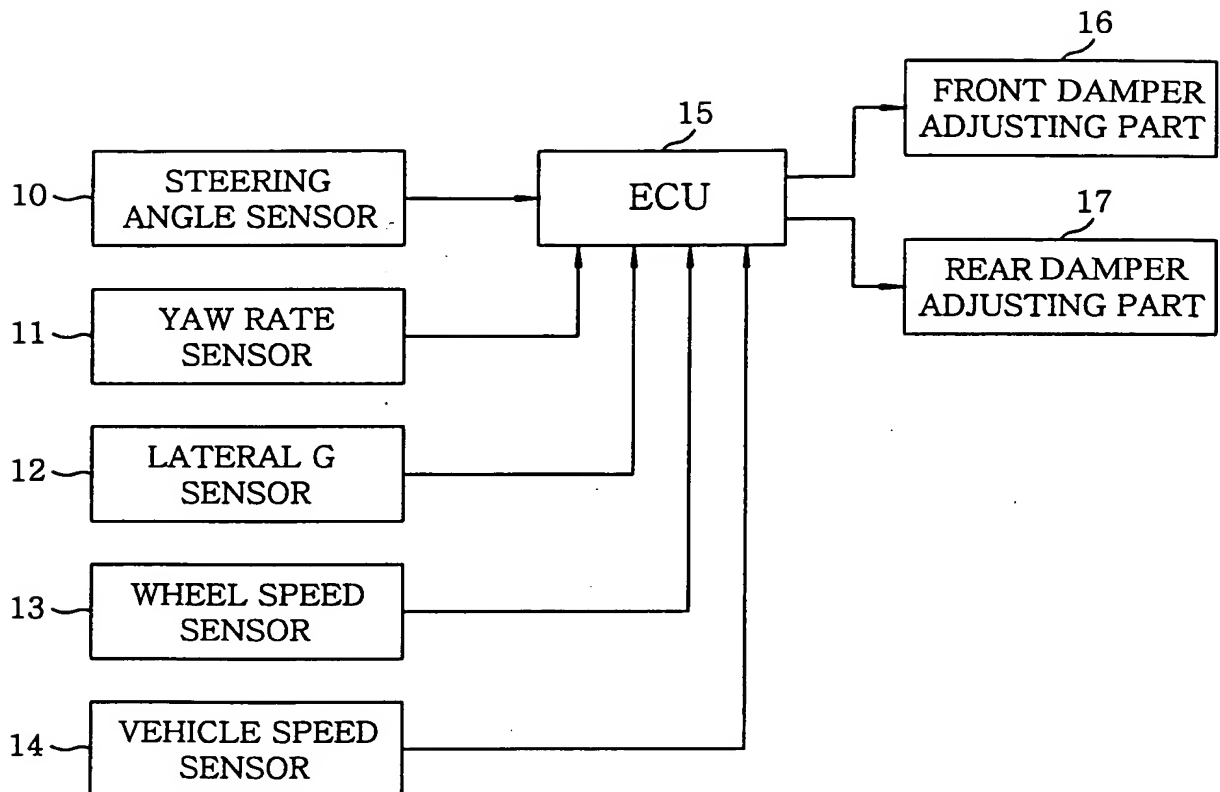 16
FRONT DAMPER
ADJUSTING PART
15
ECU
10
STEERING
ANGLE SENSOR
17
REAR DAMPER
ADJUSTING PART
11
YAW RATE
SENSOR
12
LATERAL G
SENSOR
13
WHEEL SPEED
SENSOR
14
VEHICLE SPEED
SENSOR